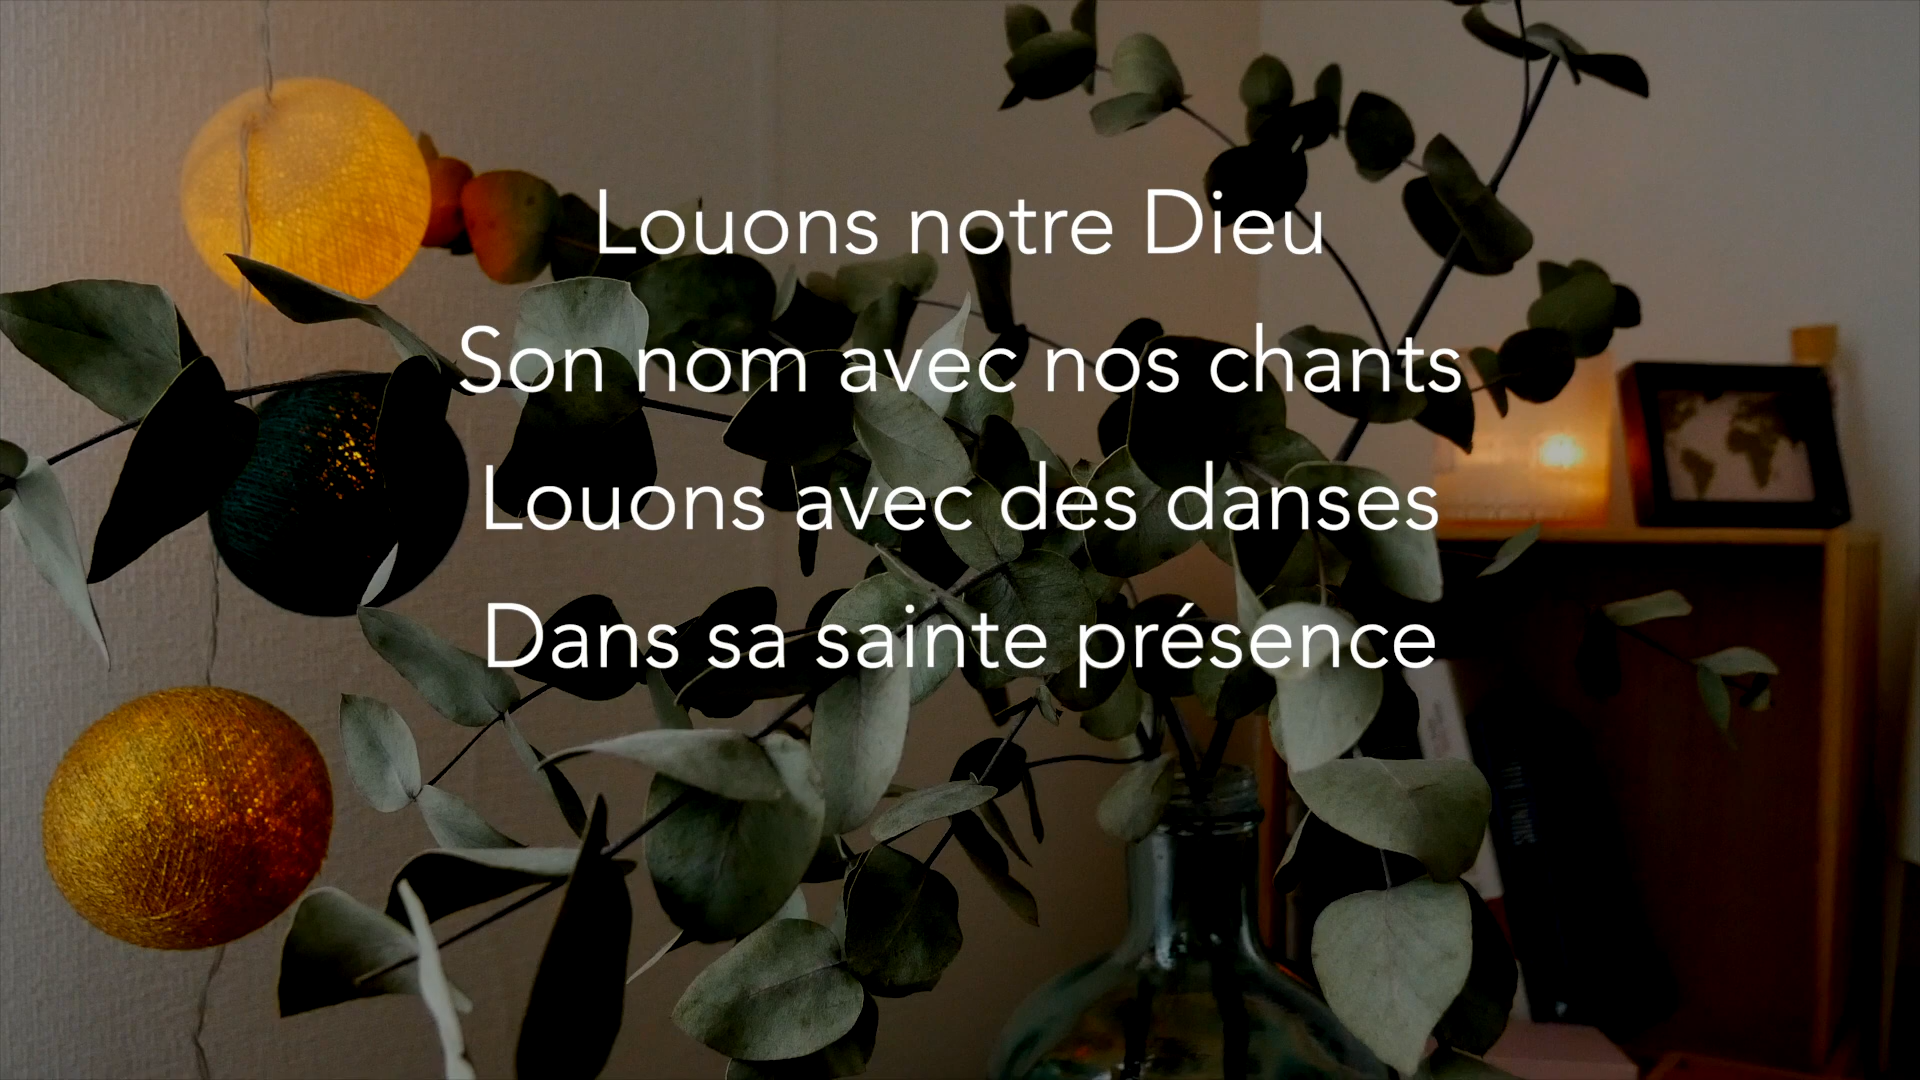 Louons notre Dieu
Son nom avec nos chants
Louons avec des danses
Dans sa sainte présence